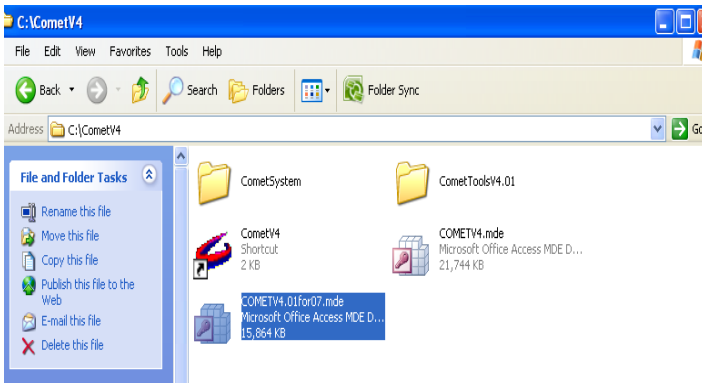 C:\CometV4
File Edit View Favorites Tools Help
Back Search Folders Folder Sync
Address C:\CometV4
File and Folder Tasks
Rename this file
Move this file
Copy this file
Publish this file to the
Web
E-mail this file
Delete this file
CometSystem
CometToolsV4.01
CometV4
Shortcut
2 KB
COMETV4.mde
Microsoft Office Access MDE D...
21,744 KB
COMETV4.01for07.mde
Microsoft Office Access MDE D...
15,864 KB